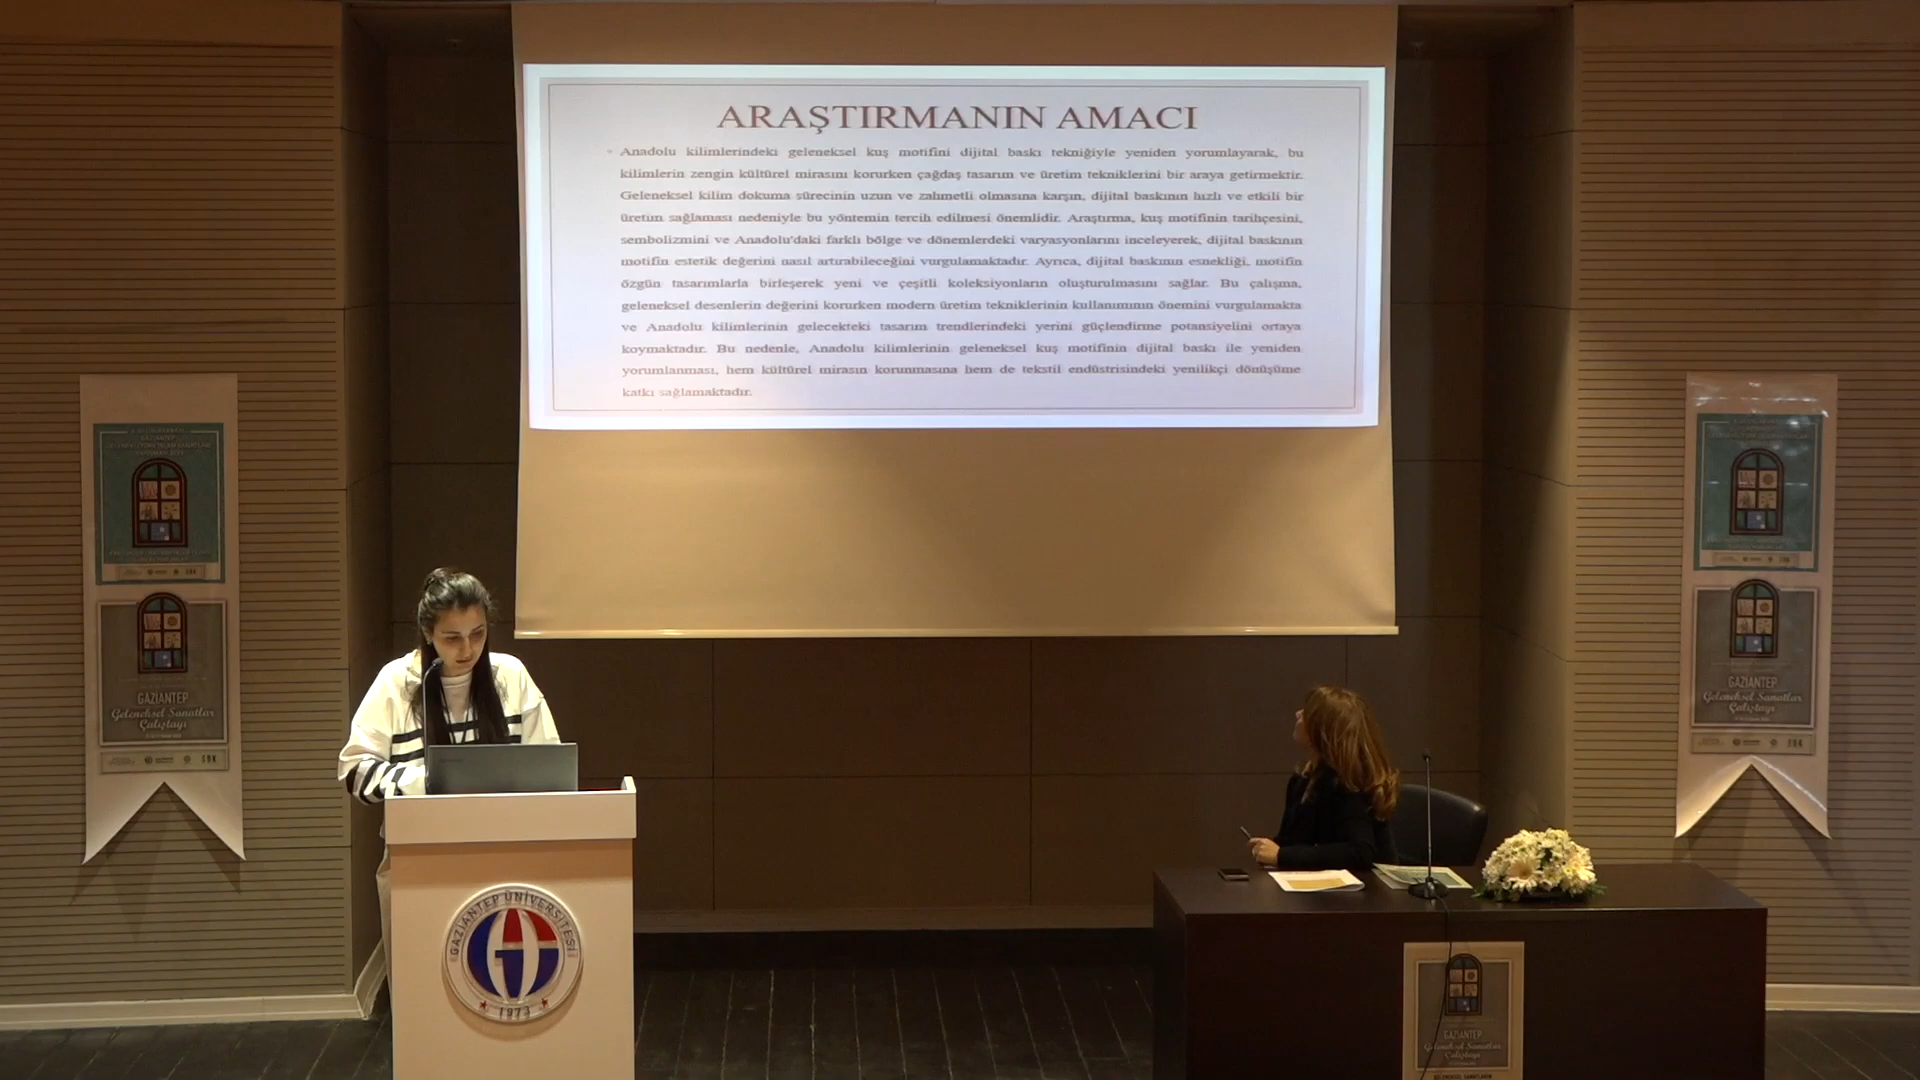 ARAŞTIRMANIN AMACI
Anadolu kilimlerindeki geleneksel kuş motifini dijital baskı tekniğiyle yeniden yorumlayarak, bu
kilimlerin zengin kültürel mirasını korurken çağdaş tasarım ve üretim tekniklerini bir araya getirmektir.
Geleneksel kilim dokuma sürecinin uzun ve zahmetli olmasına karşın, dijital baskının hızlı ve etkili bir
üretim sağlaması nedeniyle bu yöntemin tercih edilmesi önemlidir. Araştırma, kuş motifinin tarihçesini,
sembolizmini ve Anadolu'daki farklı bölge ve dönemlerdeki varyasyonlarını inceleyerek, dijital baskının
motifin estetik değerini nasıl artırabileceğini vurgulamaktadır. Ayrıca, dijital baskının esnekliği, motifin
özgün tasarımlarla birleşerek yeni ve çeşitli koleksiyonların oluşturulmasını sağlar. Bu çalışma,
geleneksel desenlerin değerini korurken modern üretim tekniklerinin kullanımının önemini vurgulamakta
ve Anadolu kilimlerinin gelecekteki tasarım trendlerindeki yerini güçlendirme potansiyelini ortaya
koymaktadır. Bu nedenle, Anadolu kilimlerinin geleneksel kuş motifinin dijital baskı ile yeniden
yorumlanması, hem kültürel mirasın korunmasına hem de tekstil endüstrisindeki yenilikçi dönüşüme
katkı sağlamaktadır.
GAZİANTEP
Geleneksel Sanatlar
Çalıştayı
GAZİANTEP
Geleneksel Sanatlar
Çalıştayı
GAZİANTEP ÜNİVERSİTESİ
1973
GAZİANTEP
Geleneksel Sanatlar
Çalıştayı